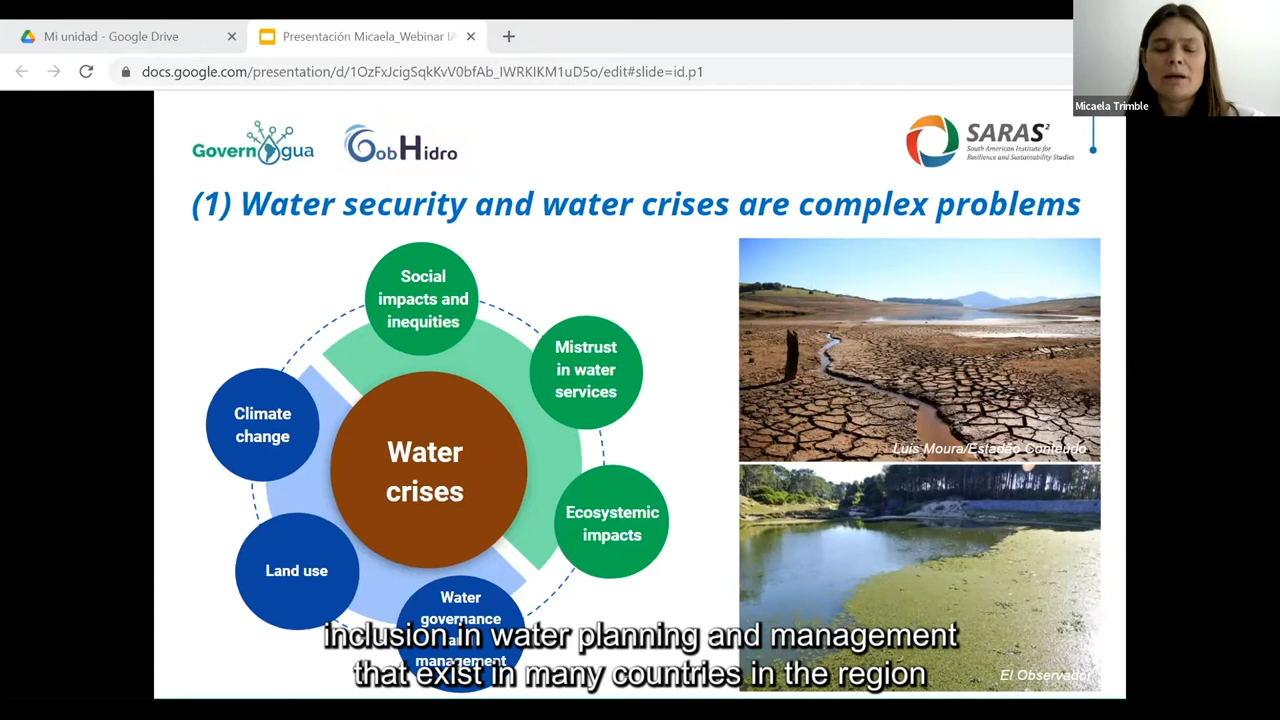 Mi unidad - Google Drive
Presentación Micaela_Webinar IA
docs.google.com/presentation/d/1OzFxJcigSqkKvV0bfAb_IWRKIKM1uD5o/edit#slide=id.p1
Micaela Trimble
GovernAgua
GobHidro
SARAS²
South American Institute for
Resilience and Sustainability Studies
(1) Water security and water crises are complex problems
Social
impacts and
inequities
Mistrust
in water
services
Climate
change
Water
crises
Ecosystemic
impacts
Land use
Water
governance
management
Luis Moura/Estadão Conteúdo
El Observador
inclusion in water planning and management
that exist in many countries in the region